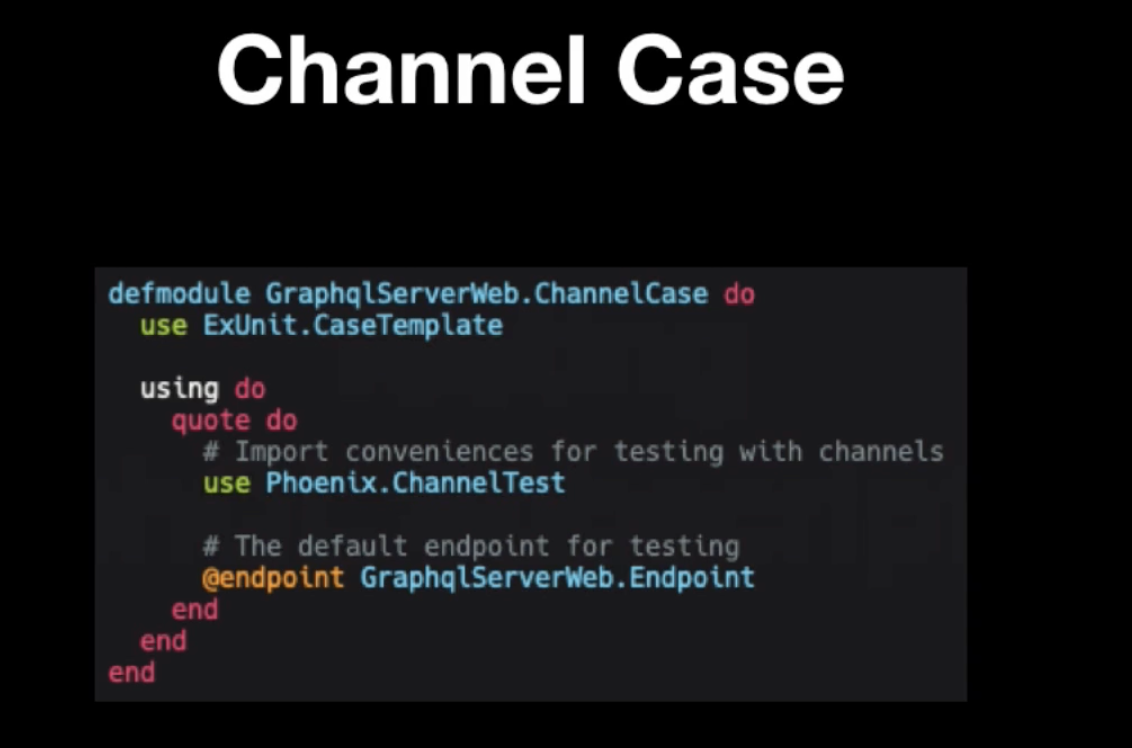 Channel Case
defmodule GraphqlServerWeb.ChannelCase do
  use ExUnit.CaseTemplate

  using do
    quote do
      # Import conveniences for testing with channels
      use Phoenix.ChannelTest

      # The default endpoint for testing
      @endpoint GraphqlServerWeb.Endpoint
    end
  end
end